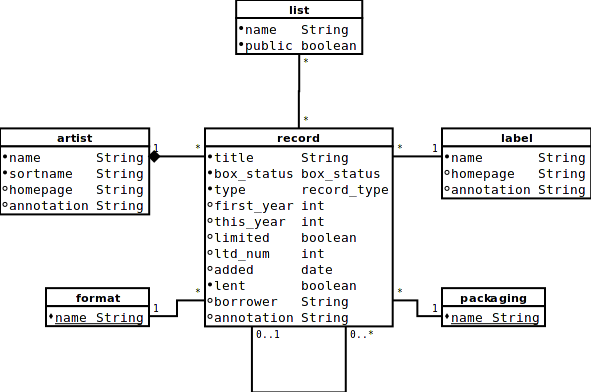 list
•name String
•public boolean
*
*
artist
•name String
•sortname String
◦homepage String
◦annotation String
1
*
record
•title String
•box_status box_status
•type record_type
◦first_year int
◦this_year int
◦limited boolean
◦ltd_num int
◦added date
•lent boolean
◦borrower String
◦annotation String
*
1
label
•name String
◦homepage String
◦annotation String
format
♦name String
1
*
*
1
packaging
♦name String
0..1
0..*